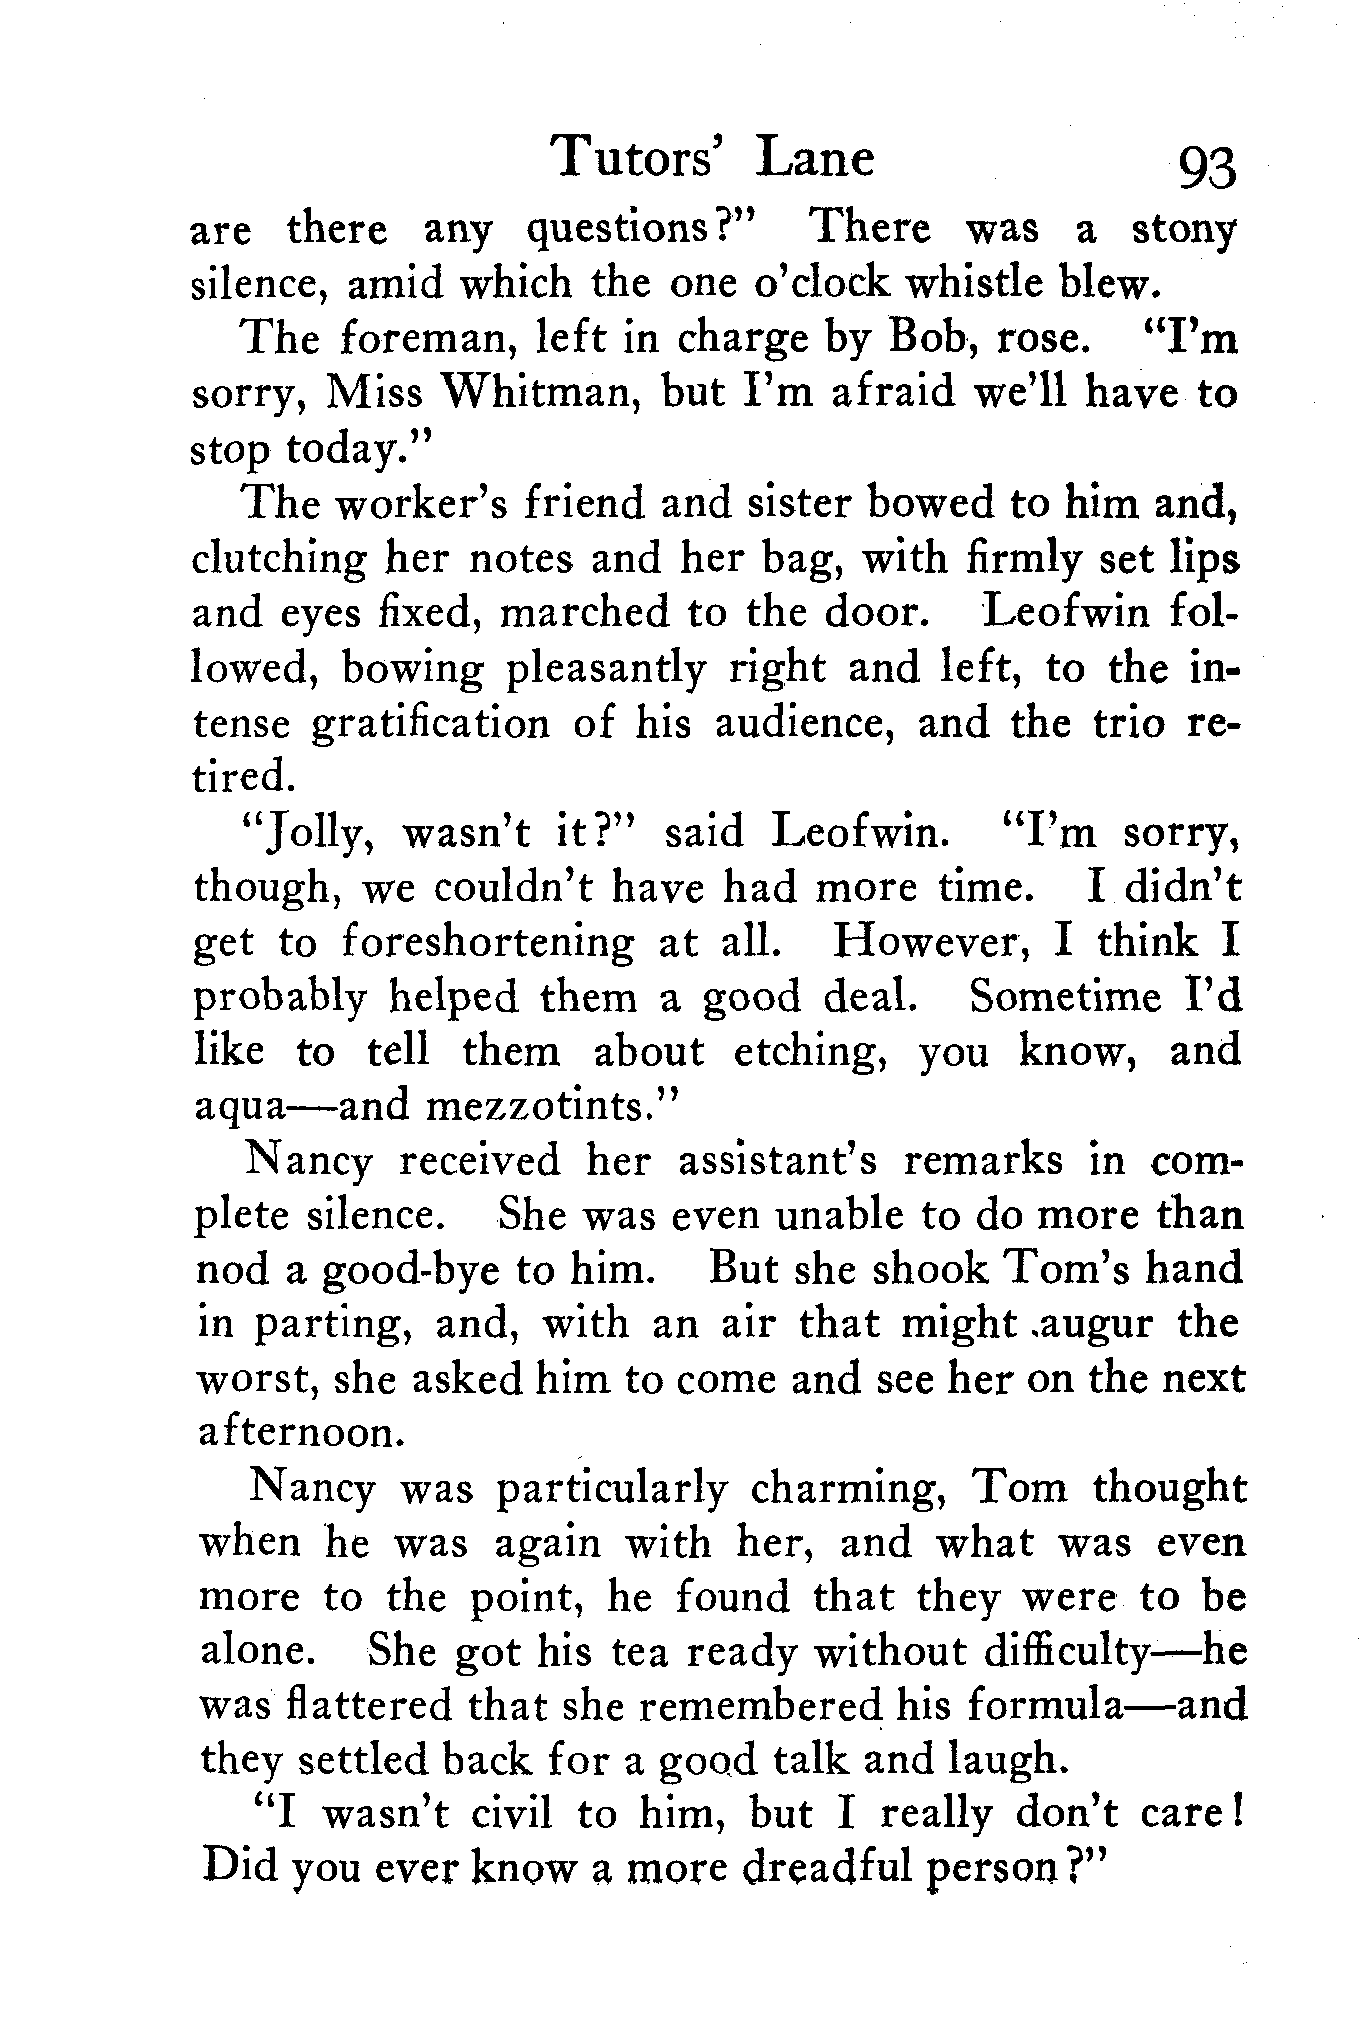 Tutors' Lane 93
are there any questions?" There was a stony
silence, amid which the one o'clock whistle blew.
The foreman, left in charge by Bob, rose. "I'm
sorry, Miss Whitman, but I'm afraid we'll have to
stop today."
The worker's friend and sister bowed to him and,
clutching her notes and her bag, with firmly set lips
and eyes fixed, marched to the door. Leofwin fol-
lowed, bowing pleasantly right and left, to the in-
tense gratification of his audience, and the trio re-
tired.
"Jolly, wasn't it?" said Leofwin. "I'm sorry,
though, we couldn't have had more time. I didn't
get to foreshortening at all. However, I think I
probably helped them a good deal. Sometime I'd
like to tell them about etching, you know, and
aqua—and mezzotints."
Nancy received her assistant's remarks in com-
plete silence. She was even unable to do more than
nod a good-bye to him. But she shook Tom's hand
in parting, and, with an air that might augur the
worst, she asked him to come and see her on the next
afternoon.
Nancy was particularly charming, Tom thought
when he was again with her, and what was even
more to the point, he found that they were to be
alone. She got his tea ready without difficulty—he
was flattered that she remembered his formula—and
they settled back for a good talk and laugh.
"I wasn't civil to him, but I really don't care!
Did you ever know a more dreadful person?"